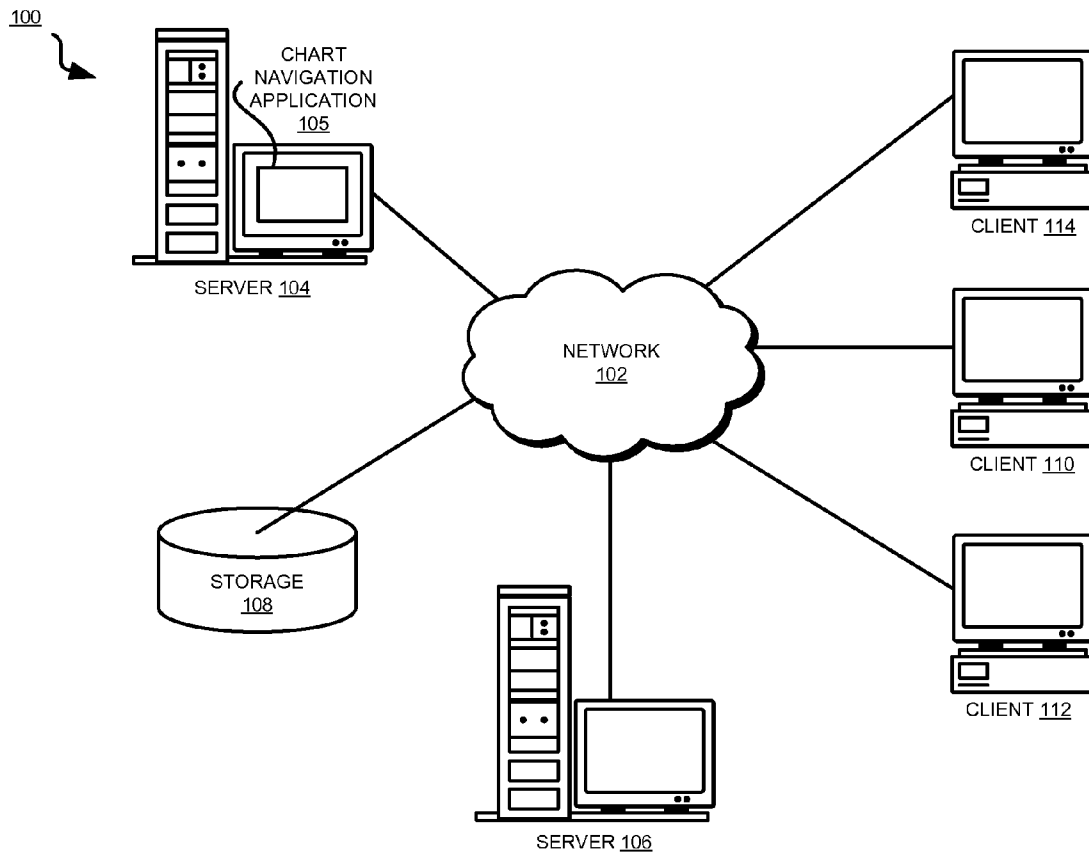 100
CHART
NAVIGATION
APPLICATION
105
SERVER 104
CLIENT 114
NETWORK
102
CLIENT 110
STORAGE
108
CLIENT 112
SERVER 106